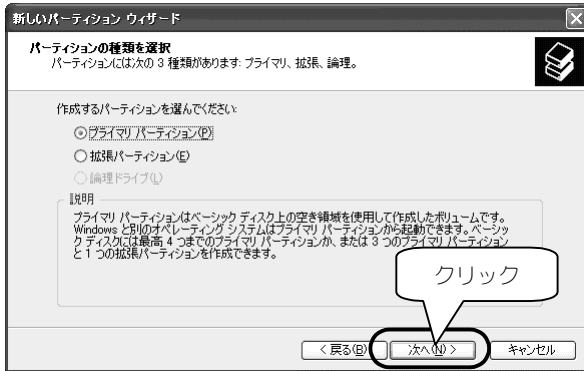 新しいパーティション ウィザード
パーティションの種類を選択
パーティションには次の 3 種類があります: プライマリ、拡張、論理。
作成するパーティションを選んでください:
プライマリ パーティション(P)
拡張パーティション(E)
論理ドライブ(L)
説明
プライマリ パーティションはベーシック ディスク上の空き領域を使用して作成したボリュームです。
Windows と別のオペレーティング システムはプライマリ パーティションから起動できます。ベーシッ
ク ディスクには最高 4 つまでのプライマリ パーティションか、または 3 つのプライマリ パーティション
と 1 つの拡張パーティションを作成できます。
クリック
< 戻る(B)
次へ(N) >
キャンセル